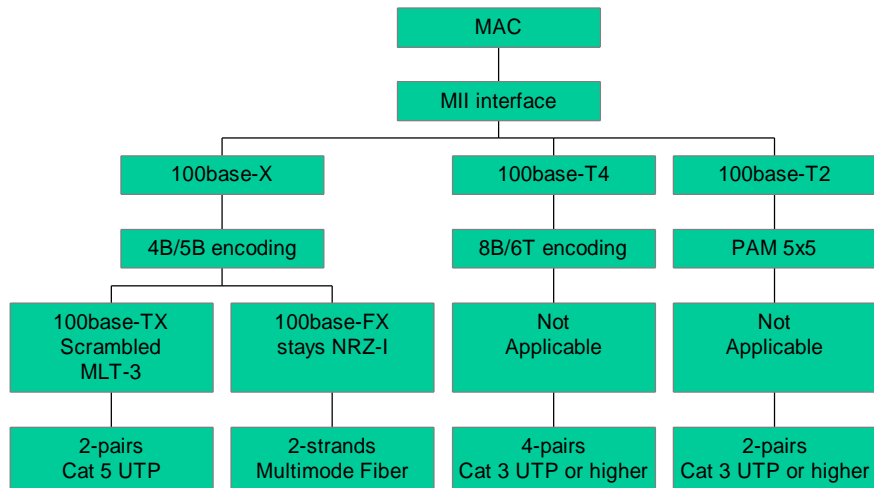 MAC
MII interface
100base-X
100base-T4
100base-T2
4B/5B encoding
8B/6T encoding
PAM 5x5
100base-TX
Scrambled
MLT-3
100base-FX
stays NRZ-I
Not
Applicable
Not
Applicable
2-pairs
Cat 5 UTP
2-strands
Multimode Fiber
4-pairs
Cat 3 UTP or higher
2-pairs
Cat 3 UTP or higher